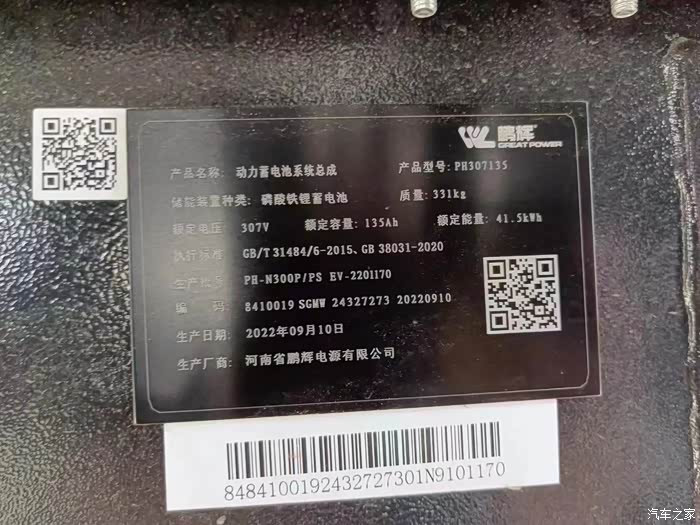 鹏辉
GREAT POWER
产品名称: 动力蓄电池系统总成 产品型号: PH307135
储能装置种类: 磷酸铁锂蓄电池 质量: 331kg
额定电压 307V 额定容量: 135Ah 额定能量: 41.5kWh
执行标准 GB/T 31484/6-2015、GB 38031-2020
生产批号 PH-N300P/PS EV-2201170
编 码: 8410019 SGMW 24327273 20220910
生产日期: 2022年09月10日
生产厂商: 河南省鹏辉电源有限公司
8484100192432727301N9101170
汽车之家